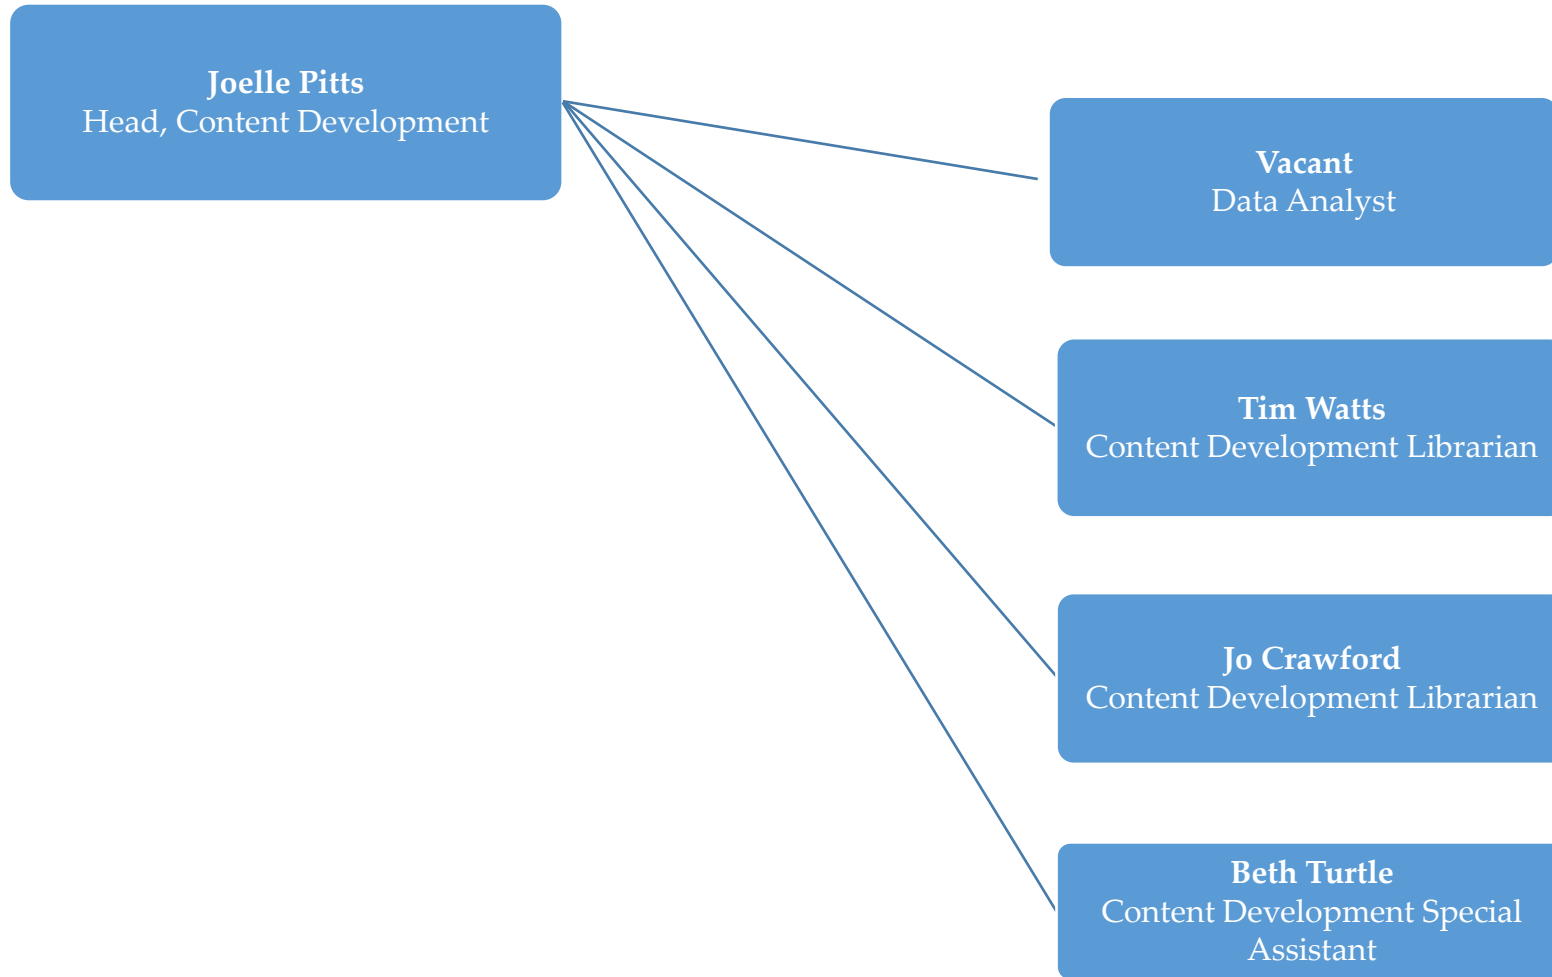 Joelle Pitts
Head, Content Development
Vacant
Data Analyst
Tim Watts
Content Development Librarian
Jo Crawford
Content Development Librarian
Beth Turtle
Content Development Special
Assistant